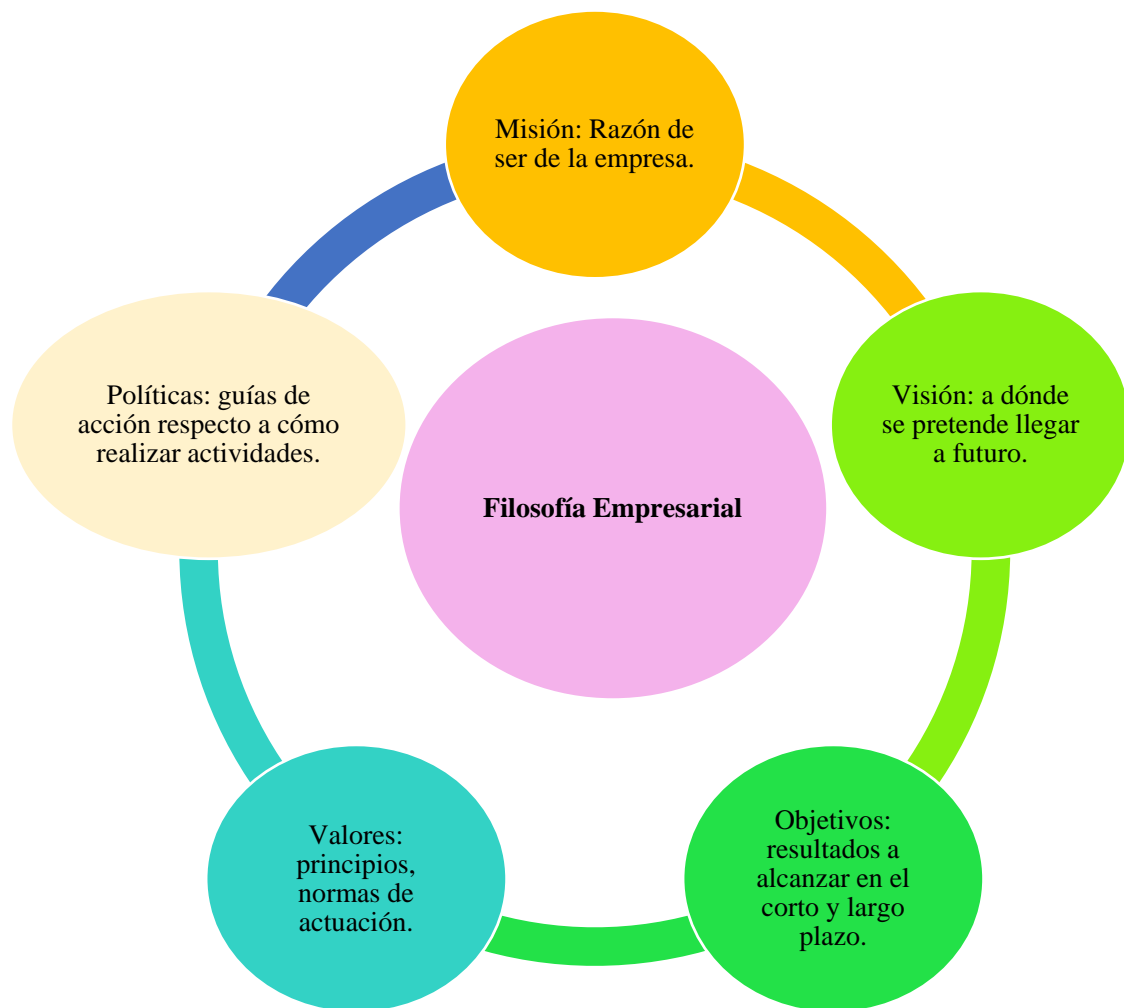 Misión: Razón de
ser de la empresa.
Visión: a dónde
se pretende llegar
a futuro.
Objetivos:
resultados a
alcanzar en el
corto y largo
plazo.
Valores:
principios,
normas de
actuación.
Políticas: guías de
acción respecto a cómo
realizar actividades.
Filosofía Empresarial